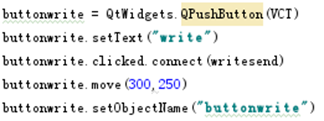 buttonwrite = QtWidgets.QPushButton(VCT)
buttonwrite.setText("write")
buttonwrite.clicked.connect(writesend)
buttonwrite.move(300,250)
buttonwrite.setObjectName("buttonwrite")